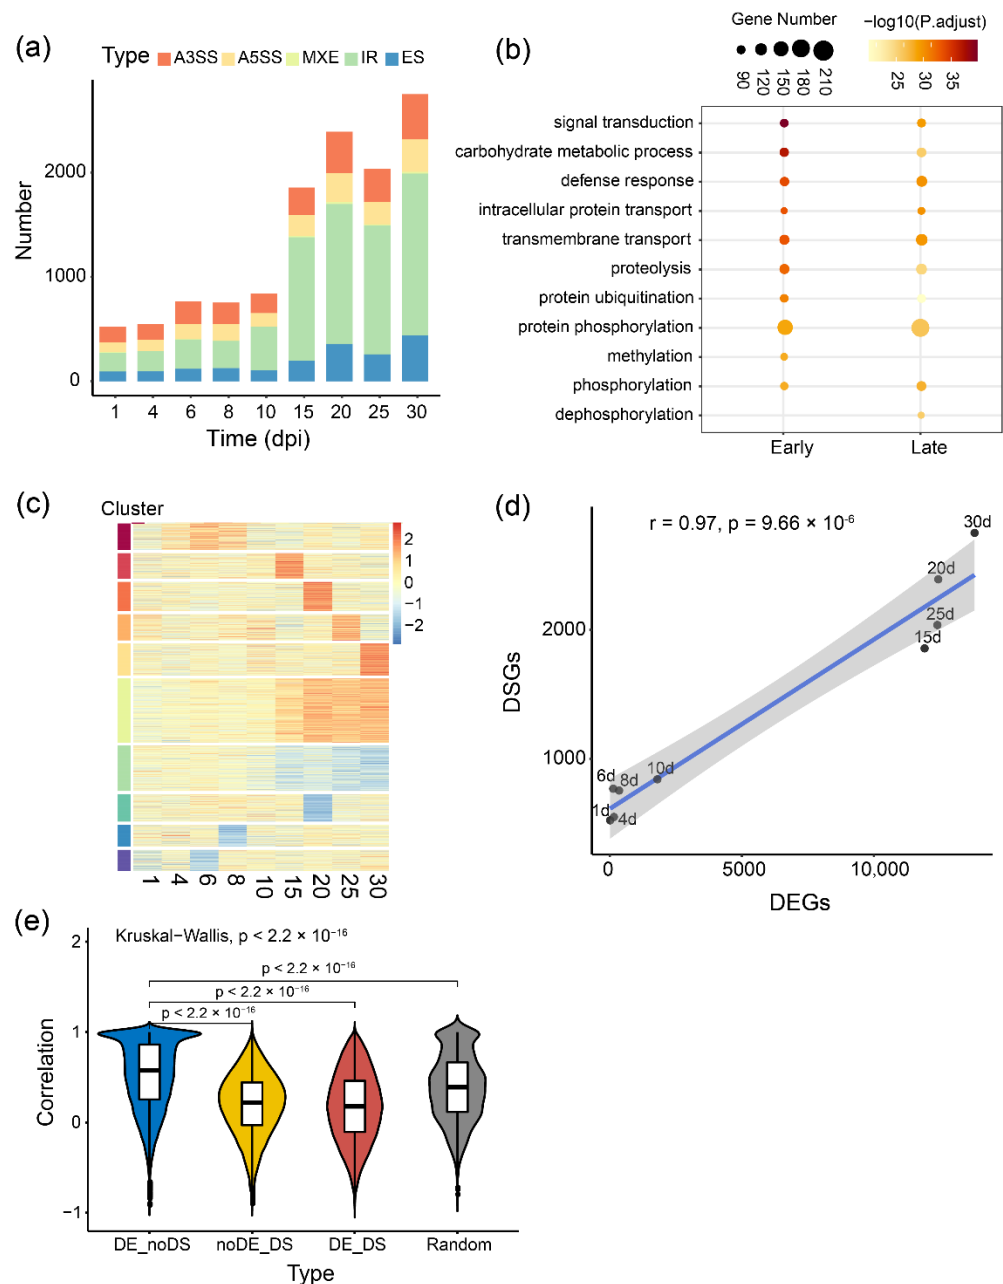 (a)
Type A3SS A5SS MXE IR ES
Number
2000
1000
0
1 4 6 8 10 15 20 25 30
Time (dpi)
(b)
Gene Number
90 120 150 180 210
−log10(P.adjust)
25 30 35
signal transduction
carbohydrate metabolic process
defense response
intracellular protein transport
transmembrane transport
proteolysis
protein ubiquitination
protein phosphorylation
methylation
phosphorylation
dephosphorylation
Early Late
(c)
Cluster
2
1
0
−1
−2
1 4 6 8 10 15 20 25 30
(d)
r = 0.97, p = 9.66 × 10⁻⁶
30d
20d
25d
15d
10d
6d 8d
1d 4d
DSGs
2000
1000
0 5000 10,000
DEGs
(e)
Kruskal−Wallis, p < 2.2 × 10⁻¹⁶
p < 2.2 × 10⁻¹⁶
p < 2.2 × 10⁻¹⁶
p < 2.2 × 10⁻¹⁶
Correlation
2
1
0
−1
DE_noDS noDE_DS DE_DS Random
Type